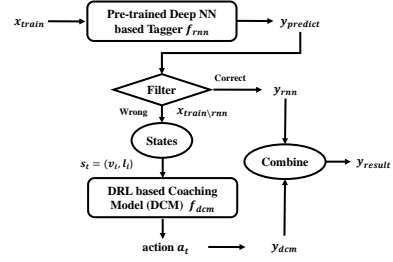 x_train
Pre-trained Deep NN
based Tagger f_rnn
y_predict
Filter
Correct
y_rnn
Wrong
x_train\rnn
States
s_t = (v_i, l_i)
Combine
y_result
DRL based Coaching
Model (DCM) f_dcm
action a_t
y_dcm